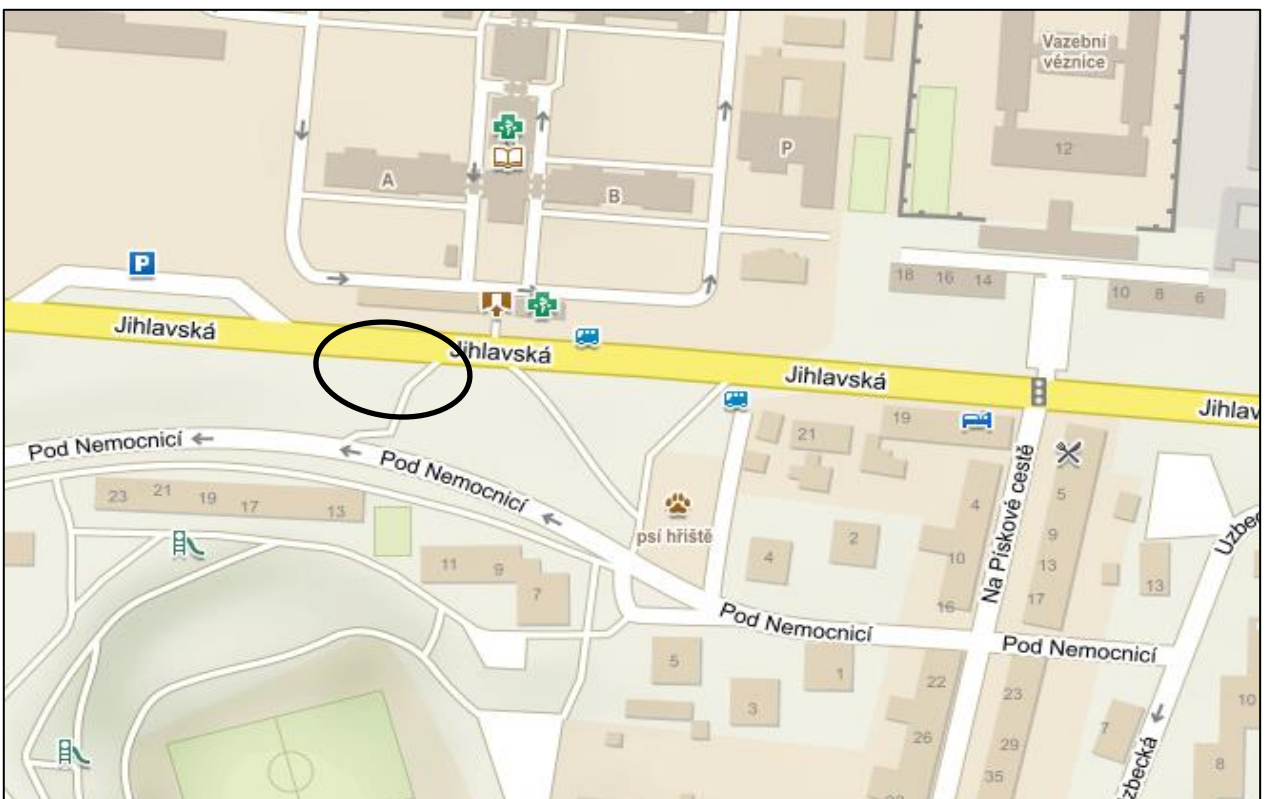 Vazební
věznice
12
P
A
B
P
18 16 14
10 8 6
Jihlavská
Jihlavská
Jihlavská
Jihlav
19
21
Pod Nemocnicí
Pod Nemocnicí
23 21 19 17 13
psí hřiště
Na Pískové cestě
4
5
9
10
13
16
17
2
4
11 9 7
13
Uzbec
Pod Nemocnicí
Pod Nemocnicí
5
1
3
22
23
26
29
35
7
10
8
zbecká